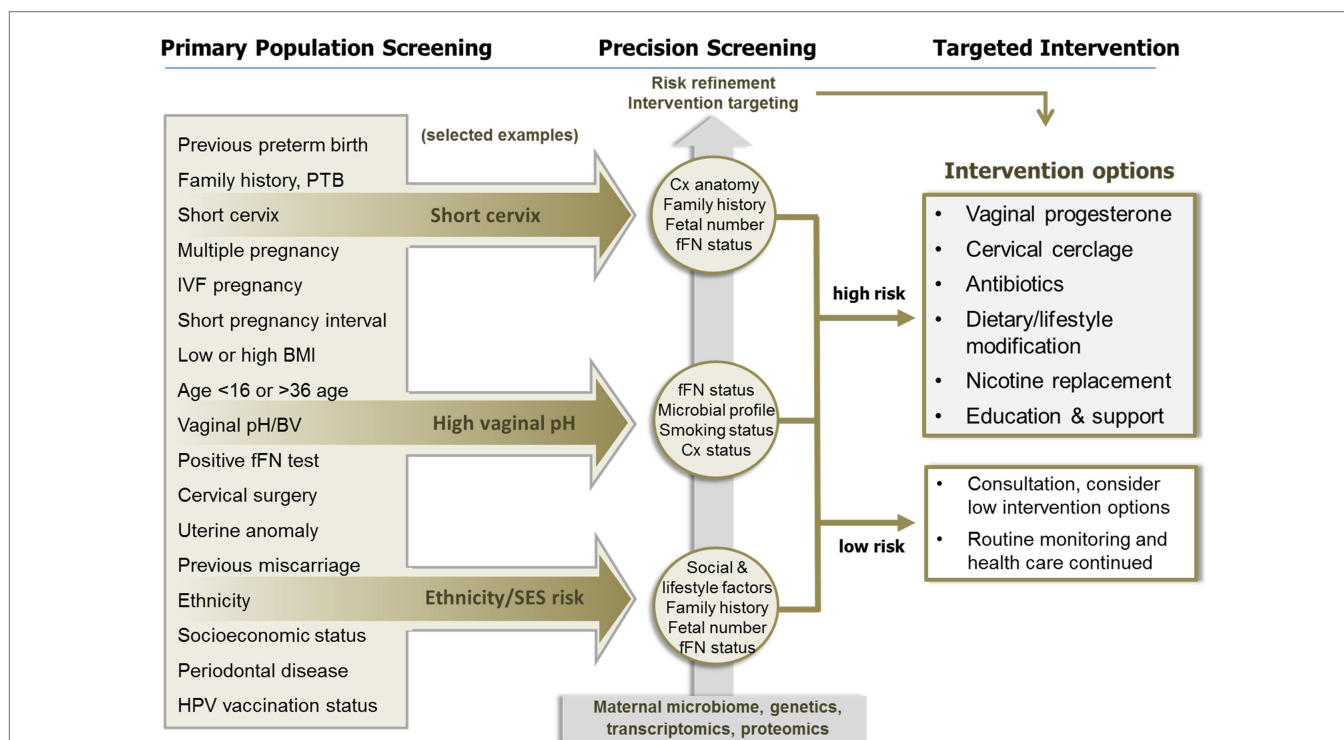 Primary Population Screening
Precision Screening
Targeted Intervention
Risk refinement
Intervention targeting
(selected examples)
Previous preterm birth
Family history, PTB
Short cervix
Multiple pregnancy
IVF pregnancy
Short pregnancy interval
Low or high BMI
Age <16 or >36 age
Vaginal pH/BV
Positive fFN test
Cervical surgery
Uterine anomaly
Previous miscarriage
Ethnicity
Socioeconomic status
Periodontal disease
HPV vaccination status
Short cervix
High vaginal pH
Ethnicity/SES risk
Cx anatomy
Family history
Fetal number
fFN status
fFN status
Microbial profile
Smoking status
Cx status
Social &
lifestyle factors
Family history
Fetal number
fFN status
Maternal microbiome, genetics,
transcriptomics, proteomics
high risk
low risk
Intervention options
• Vaginal progesterone
• Cervical cerclage
• Antibiotics
• Dietary/lifestyle
modification
• Nicotine replacement
• Education & support
• Consultation, consider
low intervention options
• Routine monitoring and
health care continued